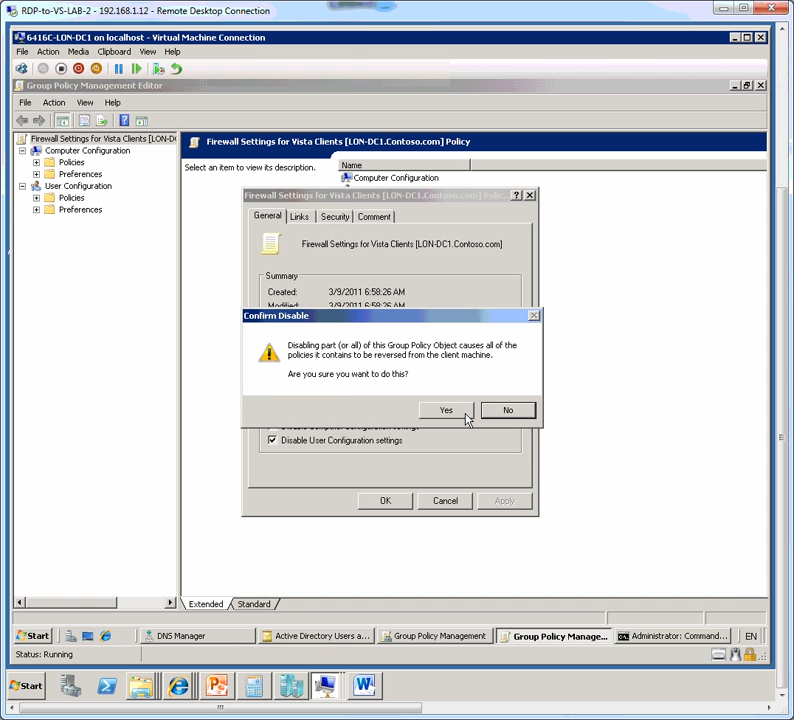 RDP-to-VS-LAB-2 - 192.168.1.12 - Remote Desktop Connection
6416C-LON-DC1 on localhost - Virtual Machine Connection
File Action Media Clipboard View Help
Group Policy Management Editor
File Action View Help
Firewall Settings for Vista Clients [LON-DC
Computer Configuration
Policies
Preferences
User Configuration
Policies
Preferences
Firewall Settings for Vista Clients [LON-DC1.Contoso.com] Policy
Select an item to view its description.
Name
Computer Configuration
Firewall Settings for Vista Clients [LON-DC1.Contoso.com] Polic...
General Links Security Comment
Firewall Settings for Vista Clients [LON-DC1.Contoso.com]
Summary
Created: 3/9/2011 6:58:26 AM
Modified: 3/9/2011 6:58:26 AM
Confirm Disable
Disabling part (or all) of this Group Policy Object causes all of the
policies it contains to be reversed from the client machine.
Are you sure you want to do this?
Yes No
Disable Computer Configuration settings
Disable User Configuration settings
OK Cancel Apply
Extended Standard
Start DNS Manager Active Directory Users a... Group Policy Management Group Policy Manage... Administrator: Command... EN
Status: Running
Start